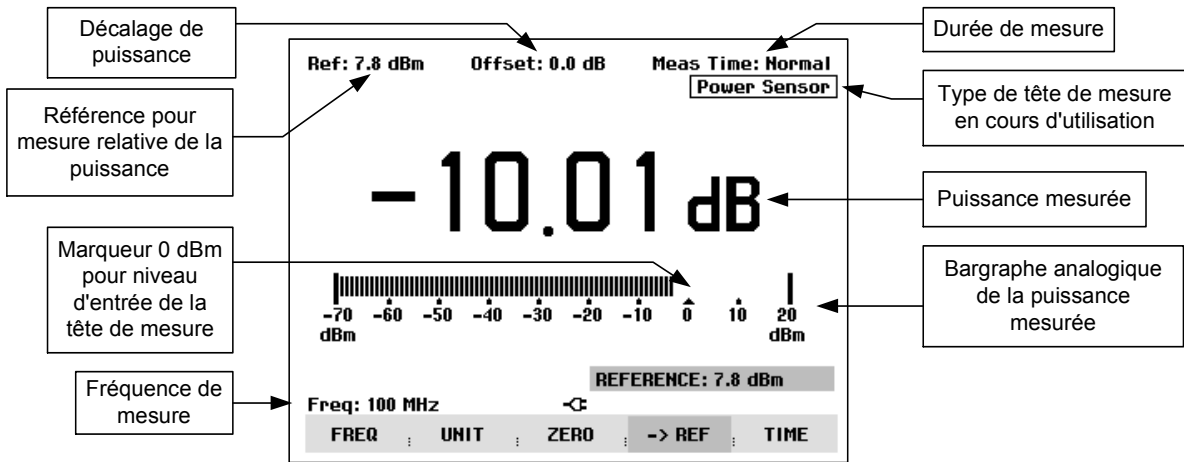 Décalage de
puissance
Durée de mesure
Ref: 7.8 dBm Offset: 0.0 dB Meas Time: Normal
Power Sensor
Type de tête de mesure
en cours d'utilisation
Référence pour
mesure relative de la
puissance
-10.01 dB
Puissance mesurée
Marqueur 0 dBm
pour niveau
d'entrée de la
tête de mesure
Bargraphe analogique
de la puissance
mesurée
-70 -60 -50 -40 -30 -20 -10 0 10 20
dBm dBm
REFERENCE: 7.8 dBm
Fréquence de
mesure
Freq: 100 MHz
FREQ UNIT ZERO -> REF TIME